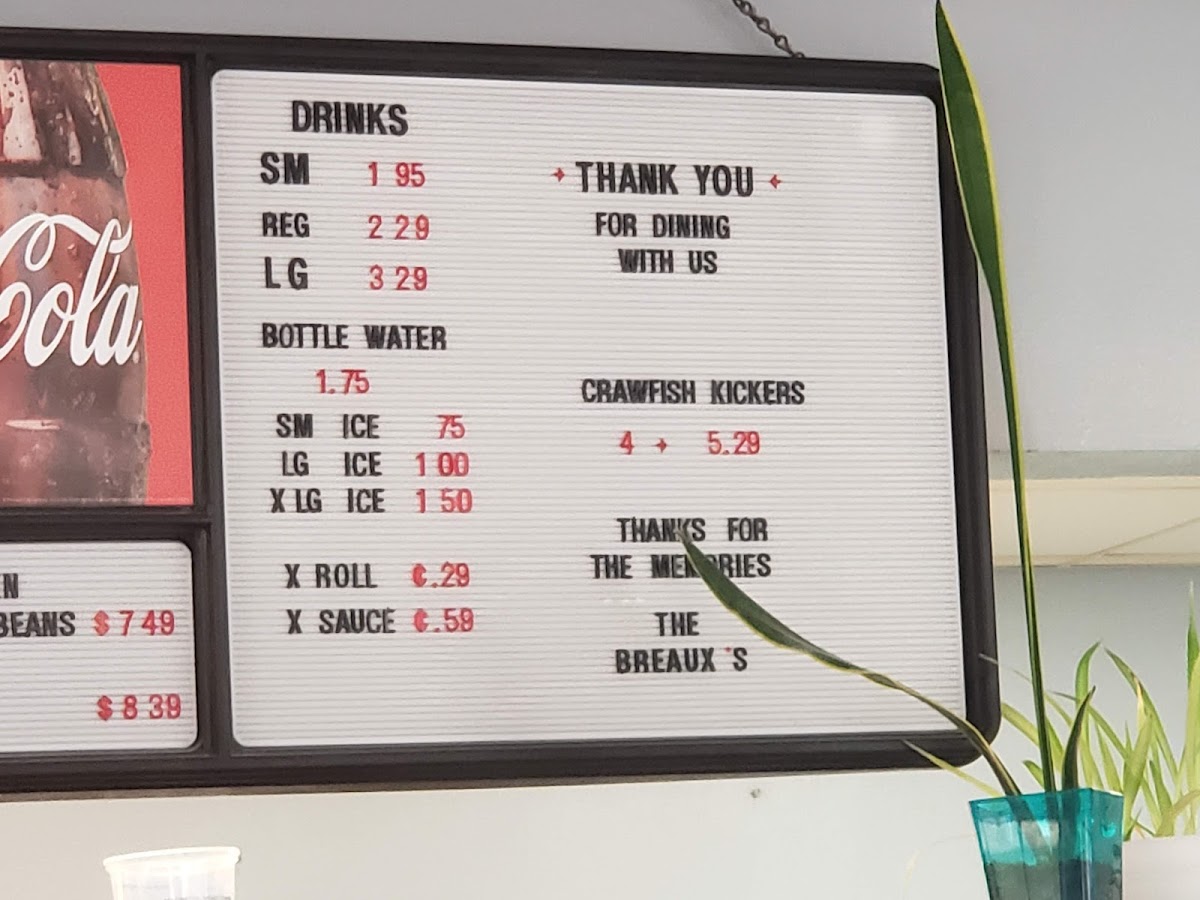 Cola
DRINKS
SM 1 95
REG 2 29
LG 3 29
BOTTLE WATER
1.75
SM ICE 75
LG ICE 1 00
X LG ICE 1 50
X ROLL ¢.29
X SAUCE ¢.59
THANK YOU
FOR DINING
WITH US
CRAWFISH KICKERS
4 → 5.29
THANKS FOR
THE MEMORIES
THE
BREAUX'S
BEANS $7 49
$8 39